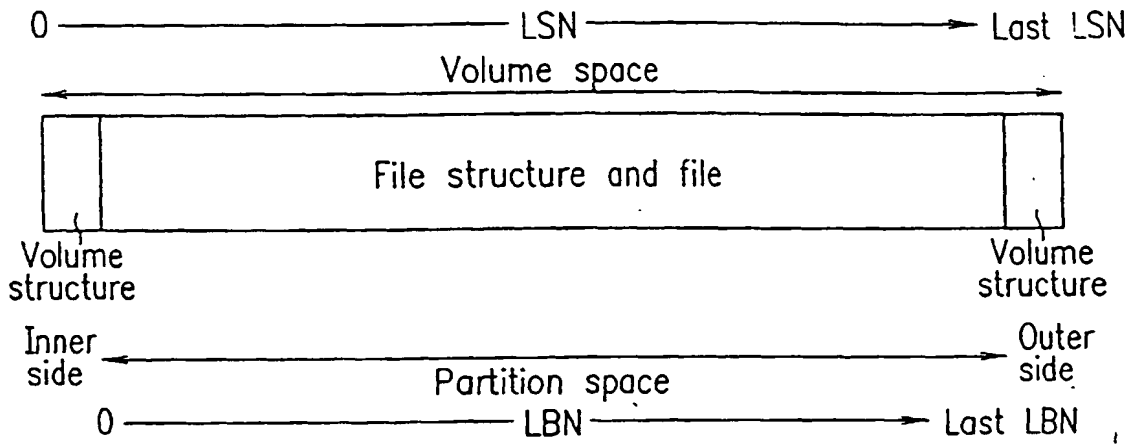 0 LSN Last LSN
Volume space
File structure and file
Volume
structure
Volume
structure
Inner
side
Outer
side
Partition space
0 LBN Last LBN